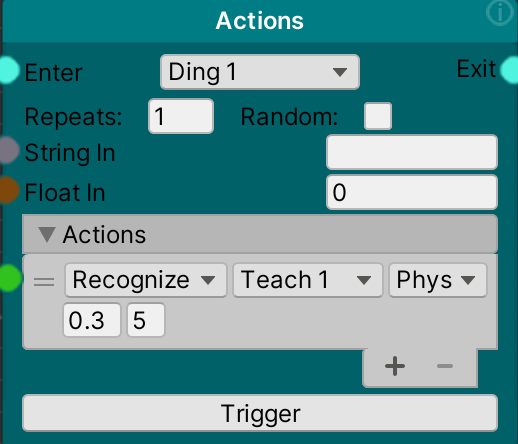 Actions
Enter Ding 1 Exit
Repeats: 1 Random:
String In
Float In 0
Actions
Recognize Teach 1 Phys
0.3 5
+ −
Trigger